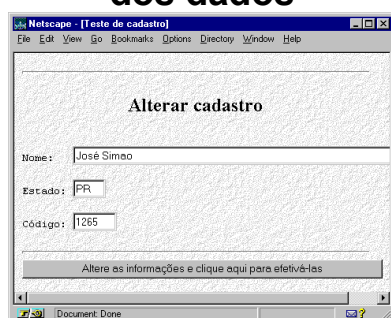 dos dados
Netscape - [Teste de cadastro]
File Edit View Go Bookmarks Options Directory Window Help
Alterar cadastro
Nome: José Simao
Estado: PR
Código: 1265
Altere as informações e clique aqui para efetivá-las
Document: Done